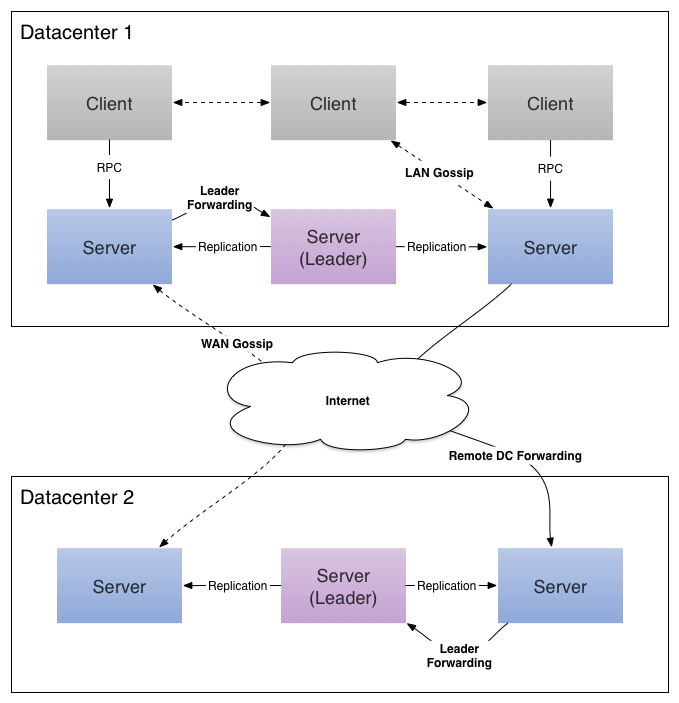 Datacenter 1
Client
Client
Client
RPC
LAN Gossip
RPC
Leader
Forwarding
Server
Replication
Server
(Leader)
Replication
Server
WAN Gossip
Internet
Remote DC Forwarding
Datacenter 2
Server
Replication
Server
(Leader)
Replication
Server
Leader
Forwarding